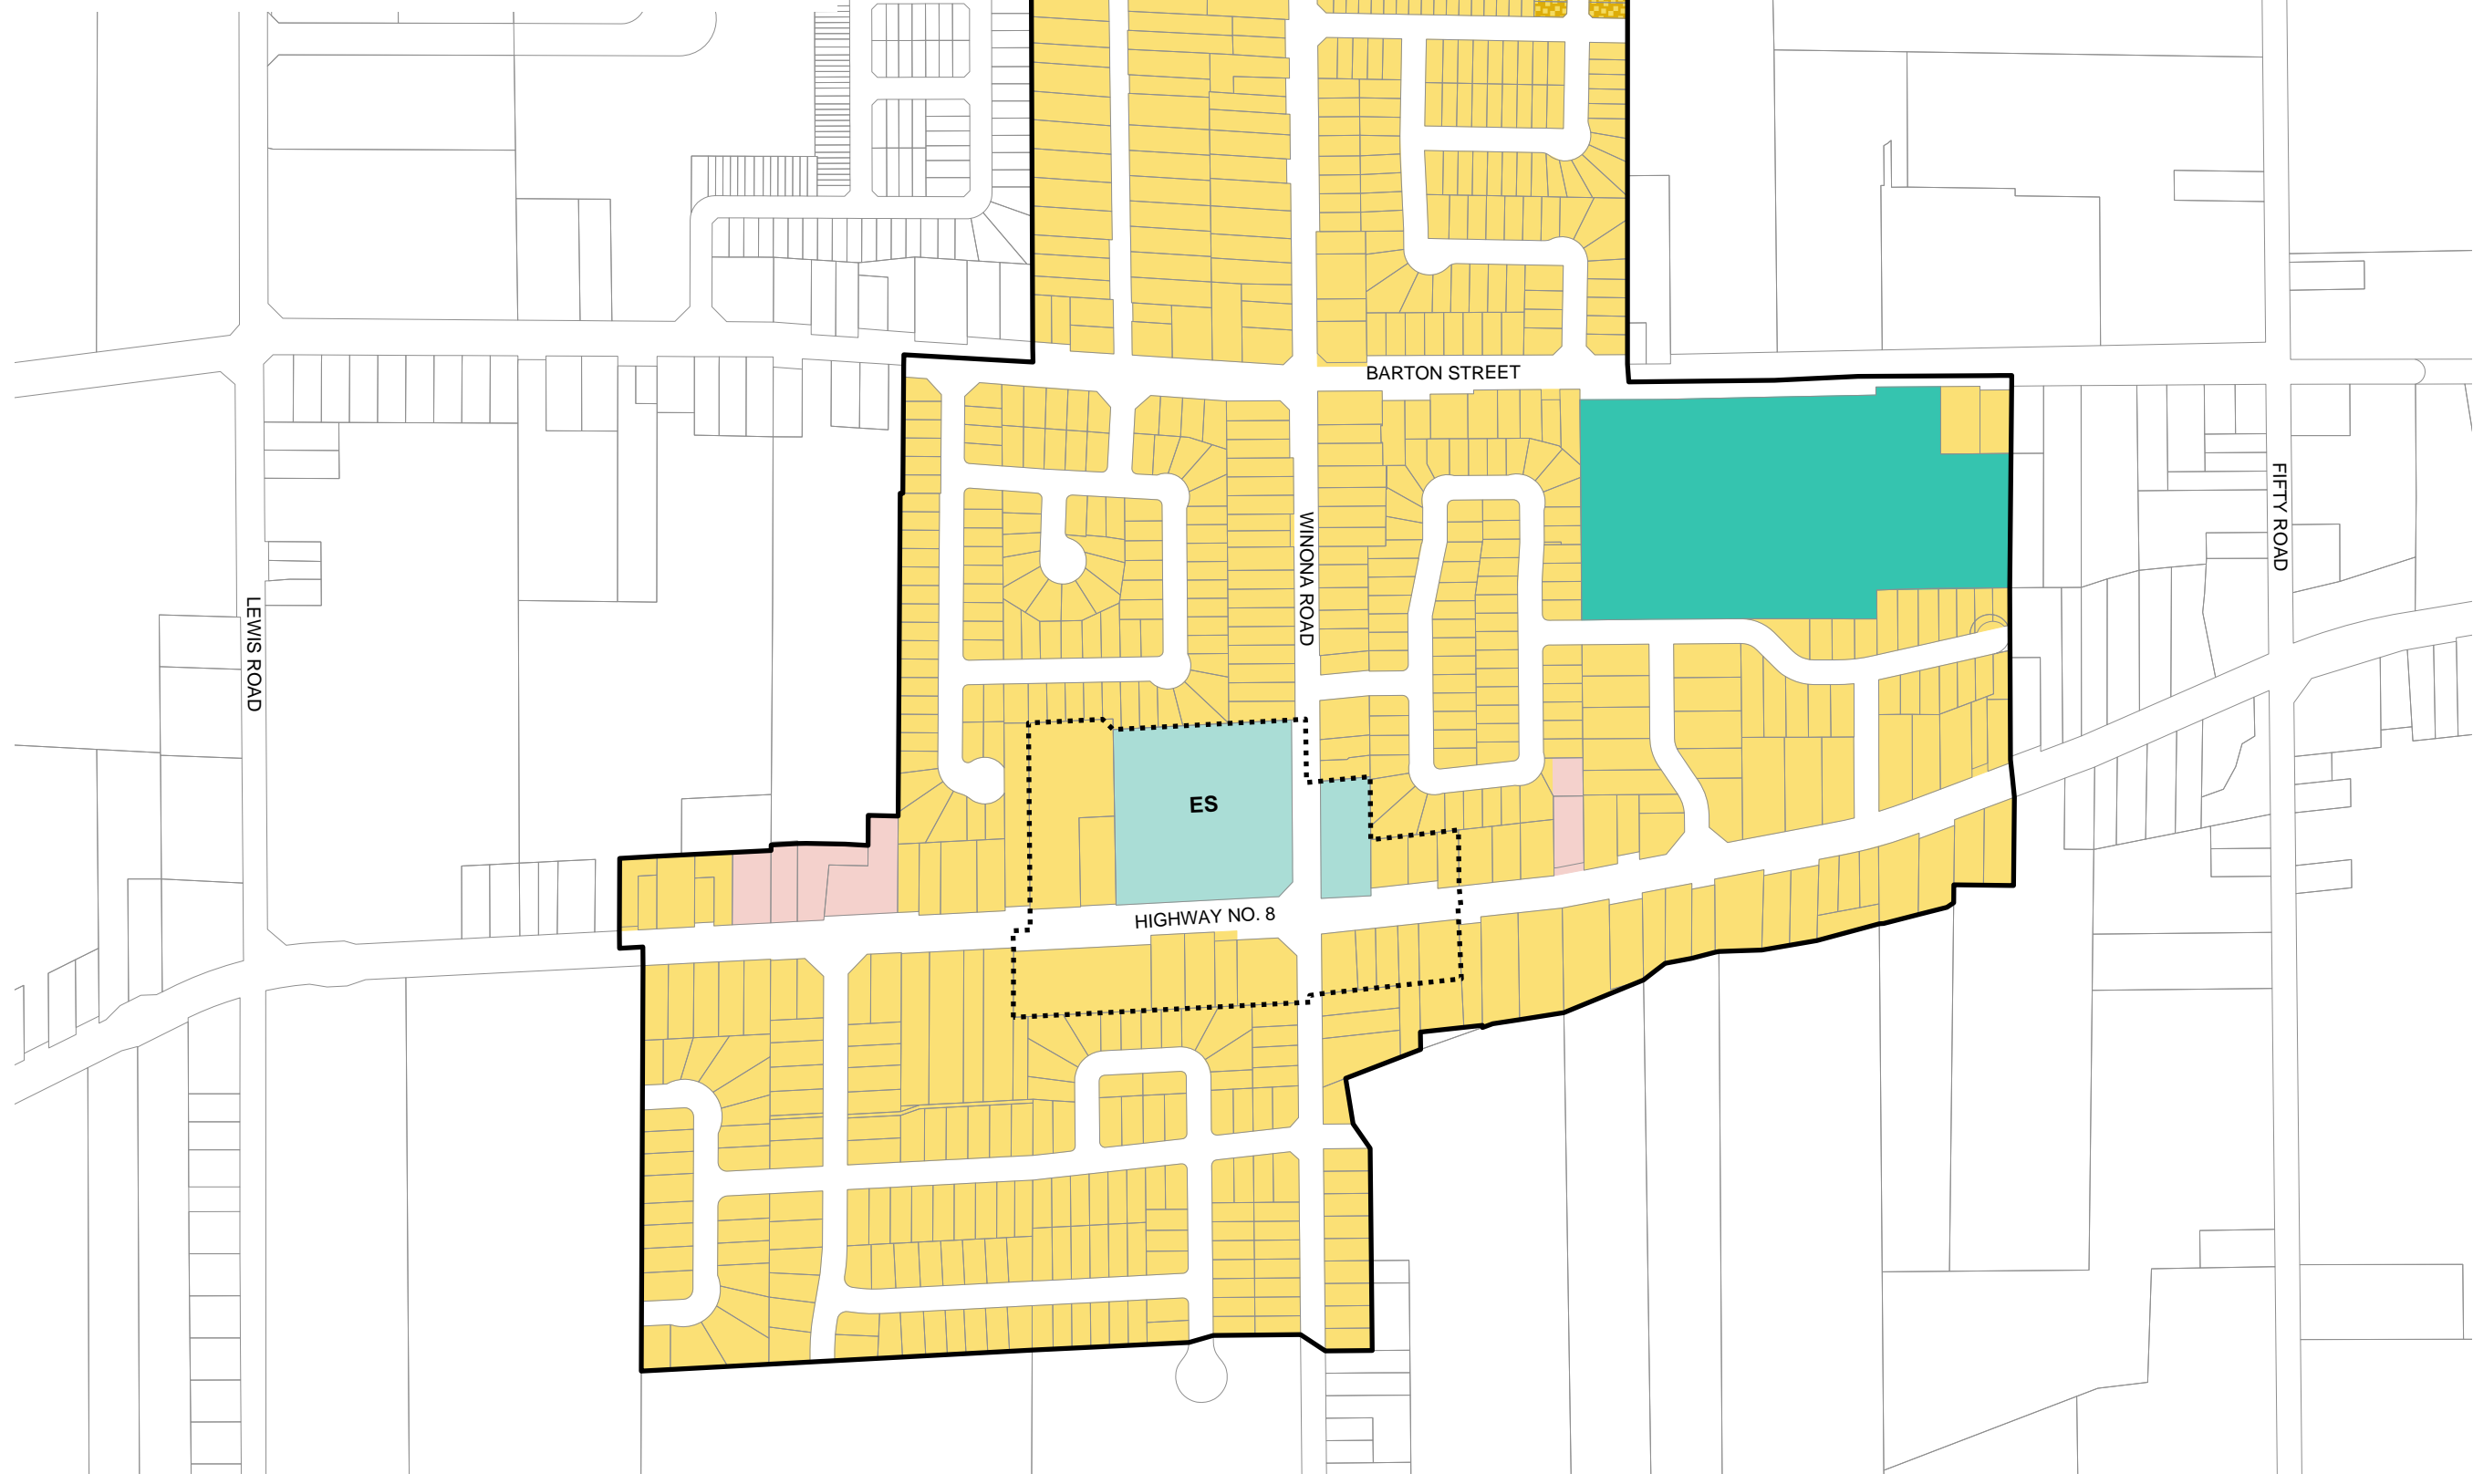 BARTON STREET
FIFTY ROAD
WINONA ROAD
LEWIS ROAD
ES
HIGHWAY NO. 8